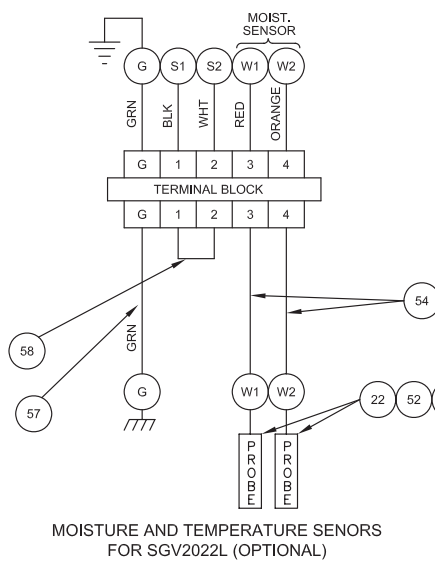 MOIST.
SENSOR
G S1 S2 W1 W2
GRN BLK WHT RED ORANGE
G 1 2 3 4
TERMINAL BLOCK
G 1 2 3 4
54
58
GRN
57
G W1 W2
22 52
PROBE PROBE
MOISTURE AND TEMPERATURE SENORS
FOR SGV2022L (OPTIONAL)